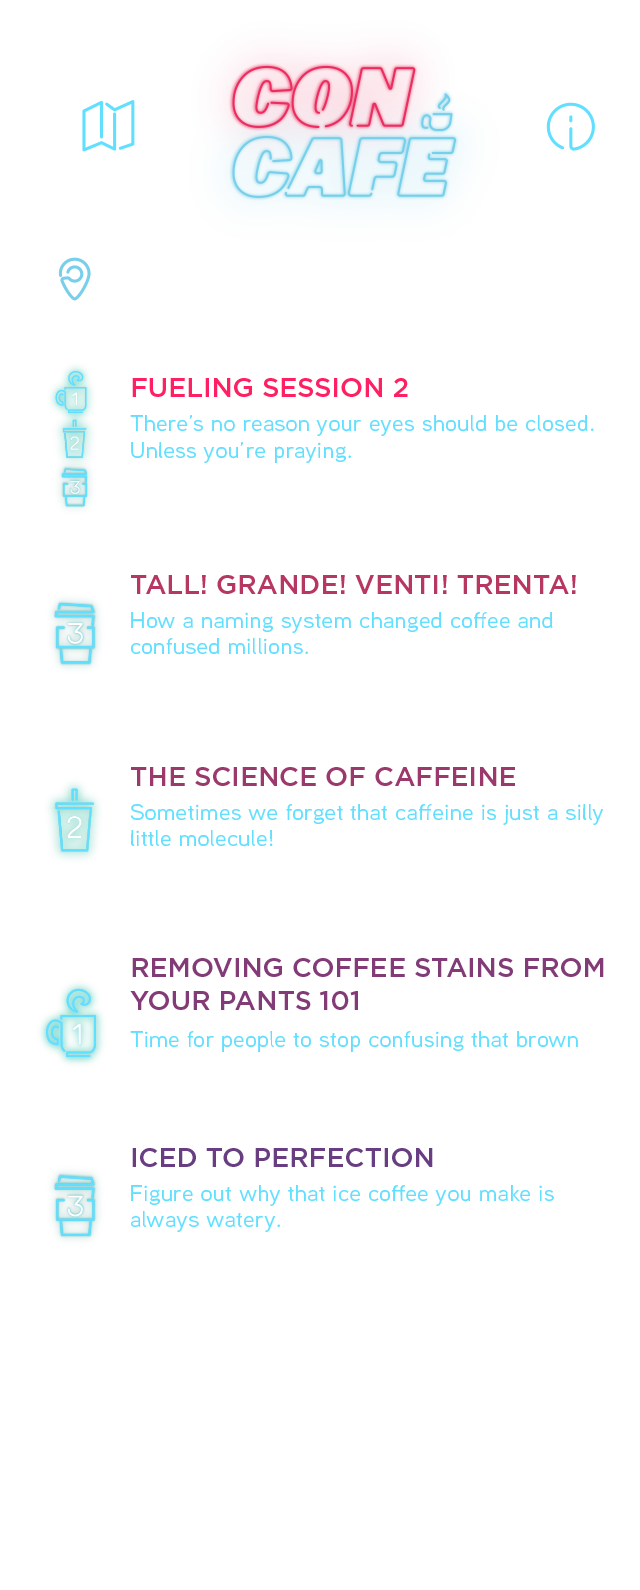 CON
CAFÉ
1
2
3
FUELING SESSION 2
There's no reason your eyes should be closed.
Unless you're praying.
3
TALL! GRANDE! VENTI! TRENTA!
How a naming system changed coffee and
confused millions.
2
THE SCIENCE OF CAFFEINE
Sometimes we forget that caffeine is just a silly
little molecule!
1
REMOVING COFFEE STAINS FROM
YOUR PANTS 101
Time for people to stop confusing that brown
3
ICED TO PERFECTION
Figure out why that ice coffee you make is
always watery.